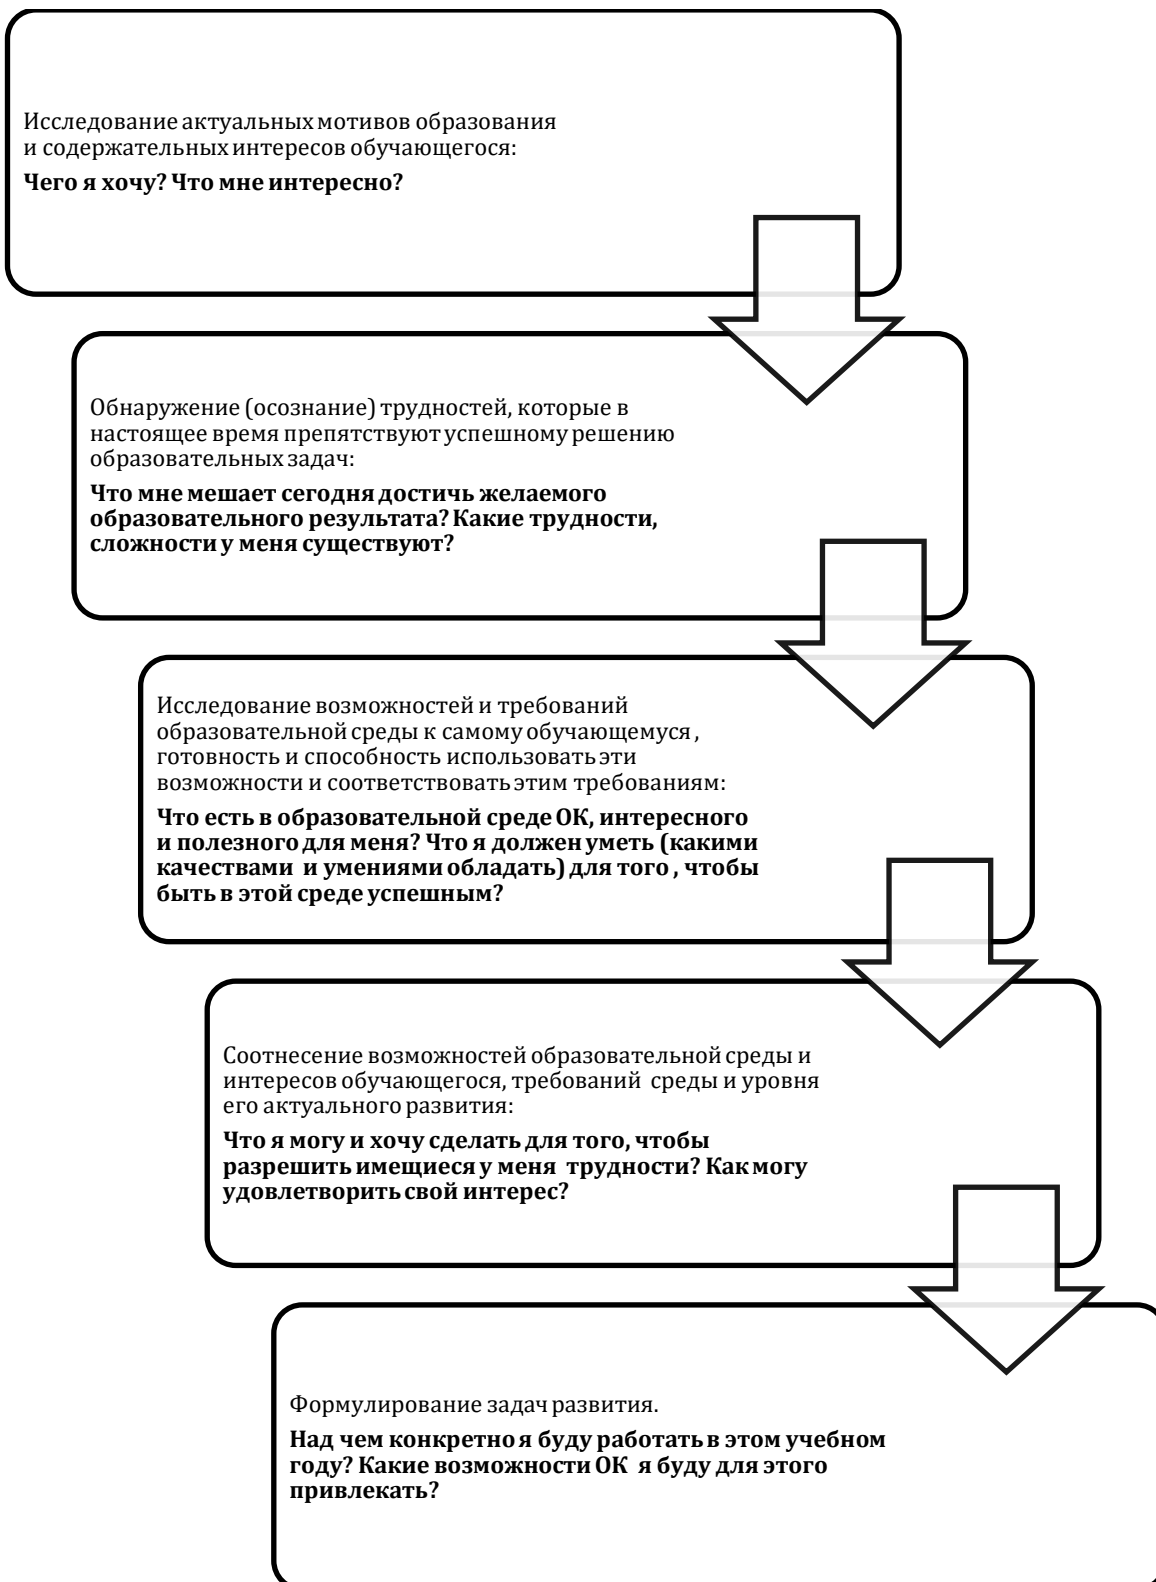 Исследование актуальных мотивов образования
и содержательных интересов обучающегося:
Чего я хочу? Что мне интересно?
Обнаружение (осознание) трудностей, которые в
настоящее время препятствуют успешному решению
образовательных задач:
Что мне мешает сегодня достичь желаемого
образовательного результата? Какие трудности,
сложности у меня существуют?
Исследование возможностей и требований
образовательной среды к самому обучающемуся ,
готовность и способность использовать эти
возможности и соответствовать этим требованиям:
Что есть в образовательной среде ОК, интересного
и полезного для меня? Что я должен уметь (какими
качествами и умениями обладать) для того , чтобы
быть в этой среде успешным?
Соотнесение возможностей образовательной среды и
интересов обучающегося, требований среды и уровня
его актуального развития:
Что я могу и хочу сделать для того, чтобы
разрешить имещиеся у меня трудности? Как могу
удовлетворить свой интерес?
Формулирование задач развития.
Над чем конкретно я буду работать в этом учебном
году? Какие возможности ОК я буду для этого
привлекать?